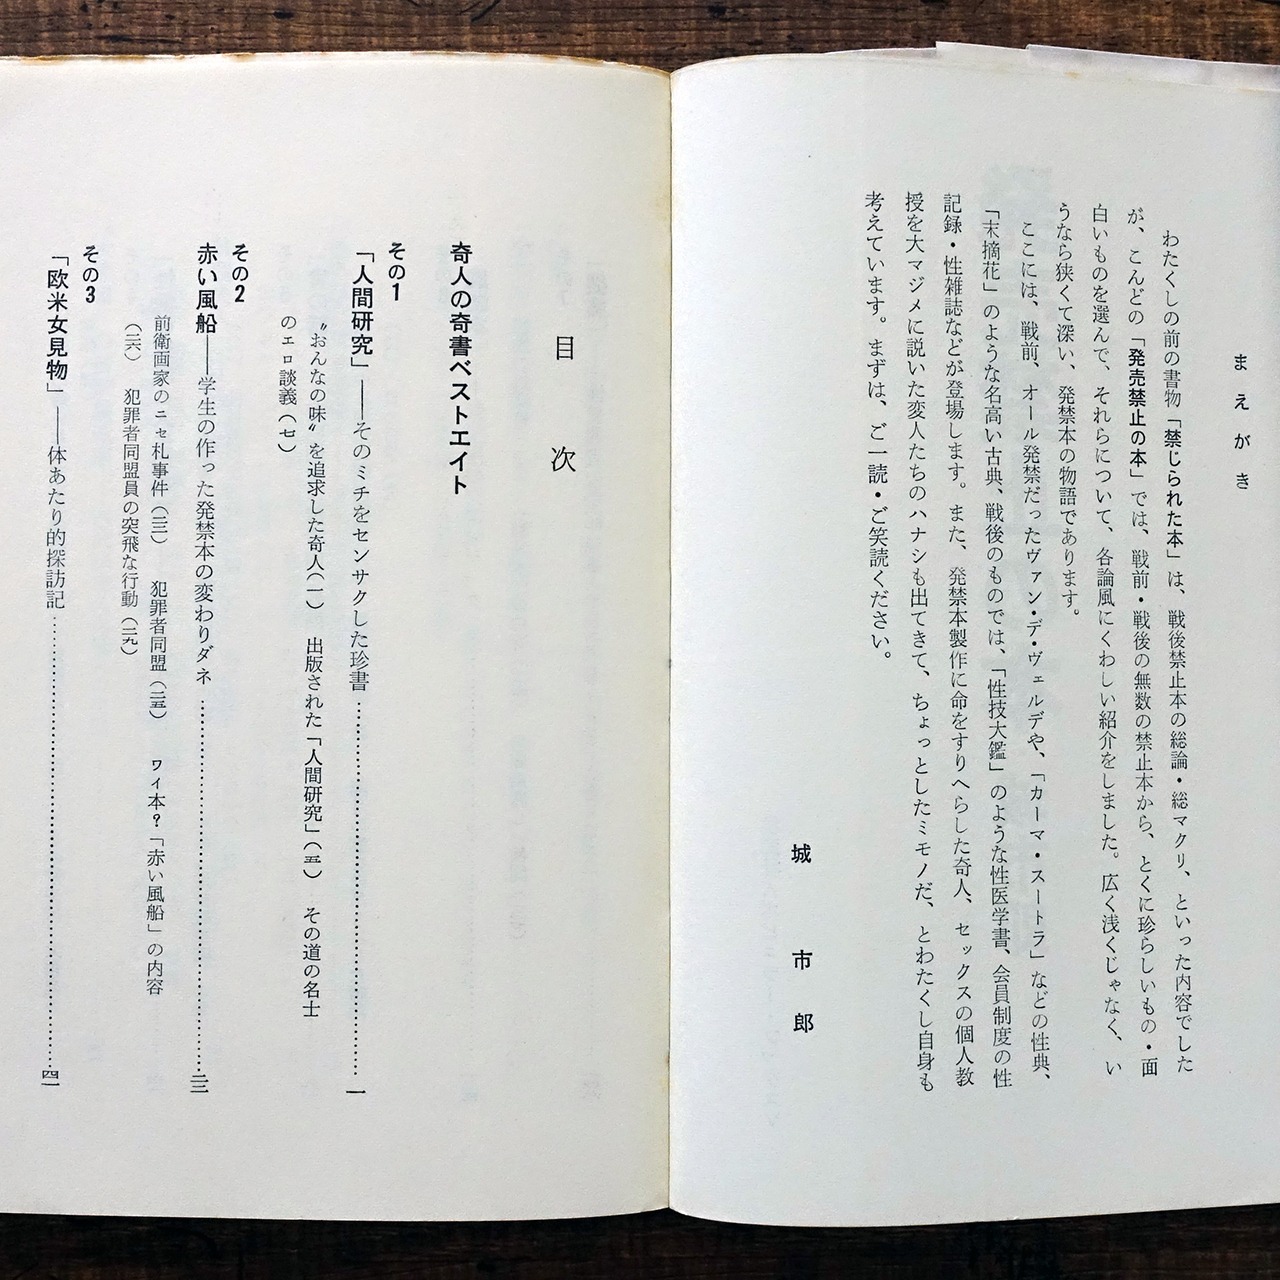 まえがき
わたくしの前の書物「禁じられた本」は、戦後禁止本の総論・総マクリ、といった内容でした
が、こんどの「発売禁止の本」では、戦前・戦後の無数の禁止本から、とくに珍らしいもの・面
白いものを選んで、それらについて、各論風にくわしい紹介をしました。広く浅くじゃなく、い
うなら狭くて深い、発禁本の物語であります。
ここには、戦前、オール発禁だったヴァン・デ・ヴェルデや、「カーマ・スートラ」などの性典、
「末摘花」のような名高い古典、戦後のものでは、「性技大鑑」のような性医学書、会員制度の性
記録・性雑誌などが登場します。また、発禁本製作に命をすりへらした奇人、セックスの個人教
授を大マジメに説いた変人たちのハナシも出てきて、ちょっとしたミモノだ、とわたくし自身も
考えています。まずは、ご一読・ご笑読ください。
城市郎
目次
奇人の奇書ベストエイト
その1
「人間研究」――そのミチをセンサクした珍書……………一
〝おんなの味〟を追求した奇人(一) 出版された「人間研究」(五) その道の名士
のエロ談義(七)
その2
赤い風船――学生の作った発禁本の変わりダネ……………二三
前衛画家のニセ札事件(二三) 犯罪者同盟(二五) ワイ本?「赤い風船」の内容
(二六) 犯罪者同盟員の突飛な行動(二九)
その3
「欧米女見物」――体あたり的探訪記……………四一